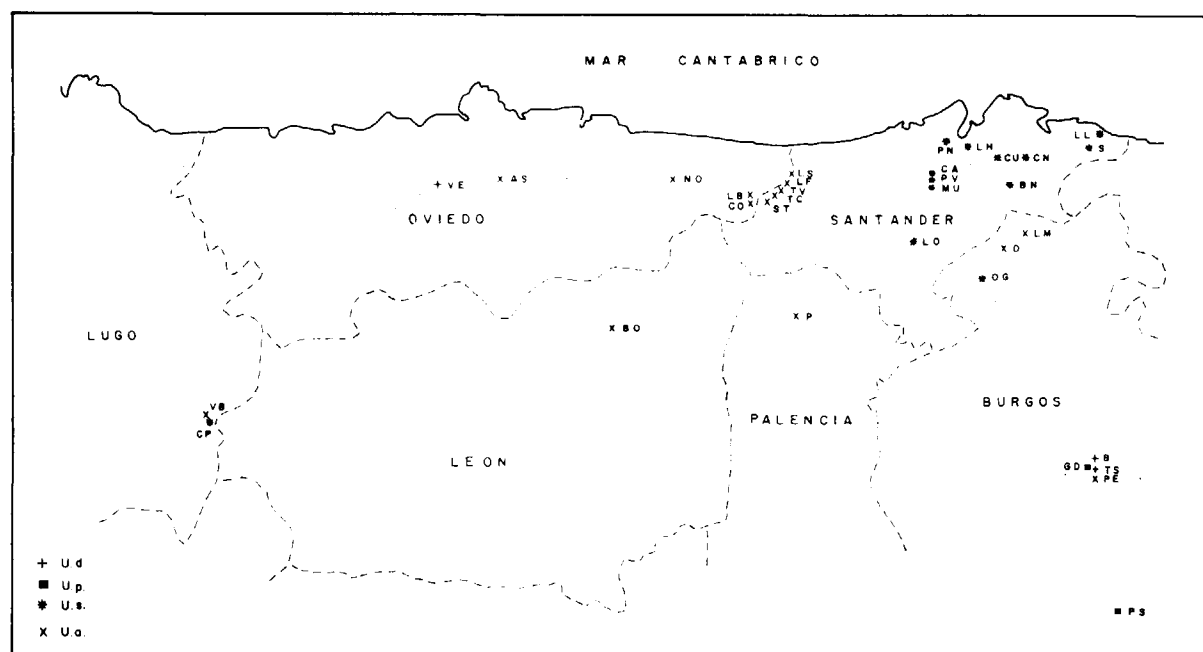 MAR CANTABRICO
LL
S
PN
LH
CU
CN
CA
PV
MU
BN
LS
LF
TV
TC
ST
LB
CO
VE
AS
NO
OVIEDO
SANTANDER
LO
LM
D
OG
LUGO
BO
P
VB
CP
LEON
PALENCIA
BURGOS
B
GD
TS
PE
PS
U.d
U.p.
U.s.
U.a.